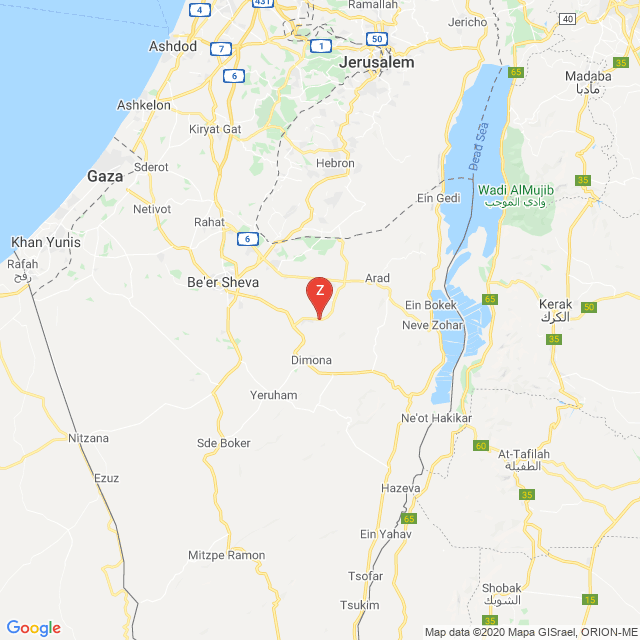 431
4
Jericho
40
Ashdod
7
1
50
Jerusalem
35
6
65
Madaba
مأدبا
Ashkelon
Kiryat Gat
Dead Sea
Hebron
Sderot
Gaza
35
Wadi AlMujib
وادي الموجب
Ein Gedi
Netivot
Rahat
6
Khan Yunis
Rafah
رفح
Arad
Be'er Sheva
Z
65
Ein Bokek
Kerak
الكرك
50
Neve Zohar
Dimona
Yeruham
Ne'ot Hakikar
Nitzana
Sde Boker
60
At-Tafilah
الطفيلة
35
Ezuz
Hazeva
35
65
Ein Yahav
Mitzpe Ramon
Tsofar
Shobak
الشوبك
15
Tsukim
35
Google
Map data ©2020 Mapa GISrael, ORION-ME